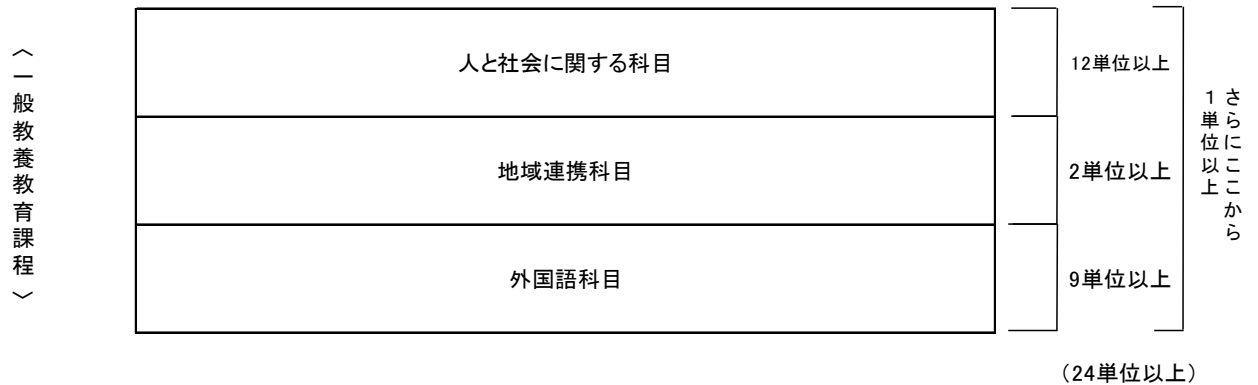 〈一般教養教育課程〉
人と社会に関する科目
12単位以上
地域連携科目
2単位以上
外国語科目
9単位以上
さらにここから
1単位以上
(24単位以上)